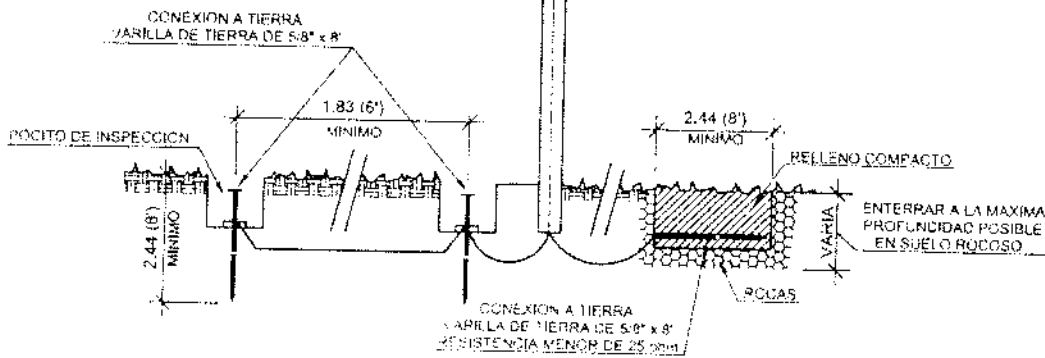 CONEXION A TIERRA
VARILLA DE TIERRA DE 5/8" x 8'
1.83 (6')
MINIMO
2.44 (8')
MINIMO
POCITO DE INSPECCION
RELLENO COMPACTO
2.44 (8')
MINIMO
ENTERRAR A LA MAXIMA
PROFUNDIDAD POSIBLE
EN SUELO ROCOSO
VARIA
ROCAS
CONEXION A TIERRA
VARILLA DE TIERRA DE 5/8" x 8'
RESISTENCIA MENOR DE 25 ohm